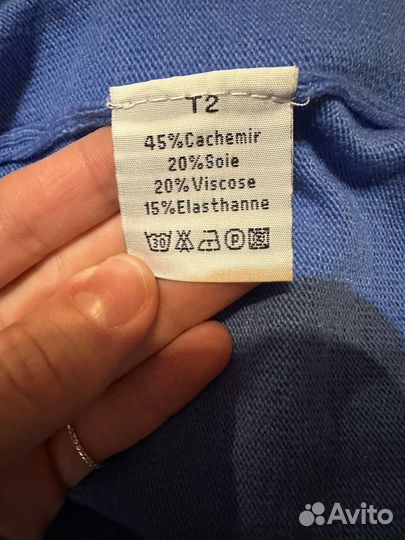 T2
45%Cachemir
20%Soie
20%Viscose
15%Elasthanne
30 P
Avito